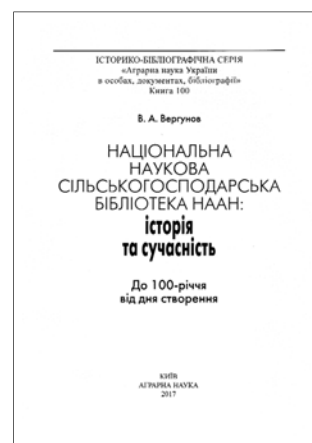 ІСТОРИКО-БІБЛІОГРАФІЧНА СЕРІЯ
«Аграрна наука України
в особах, документах, бібліографії»
Книга 100
В. А. Вергунов
НАЦІОНАЛЬНА
НАУКОВА
СІЛЬСЬКОГОСПОДАРСЬКА
БІБЛІОТЕКА НААН:
історія
та сучасність
До 100-річчя
від дня створення
КИЇВ
АГРАРНА НАУКА
2017